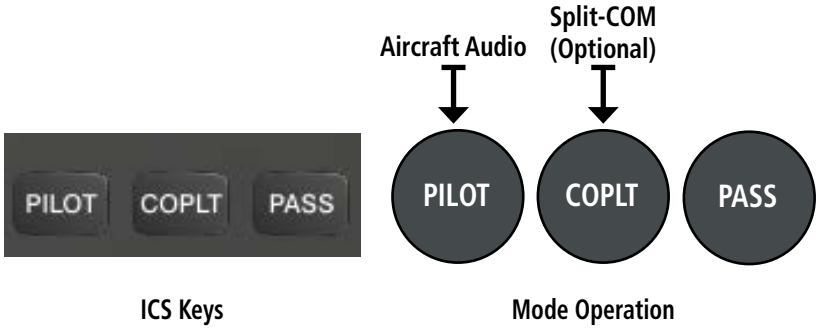 Split-COM
Aircraft Audio (Optional)
PILOT COPLT PASS PILOT COPLT PASS
ICS Keys Mode Operation